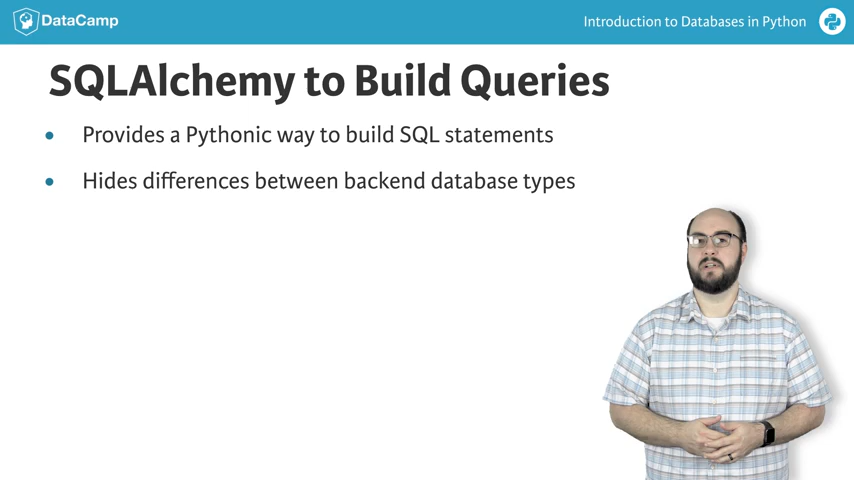 DataCamp
Introduction to Databases in Python
SQLAlchemy to Build Queries
• Provides a Pythonic way to build SQL statements
• Hides differences between backend database types